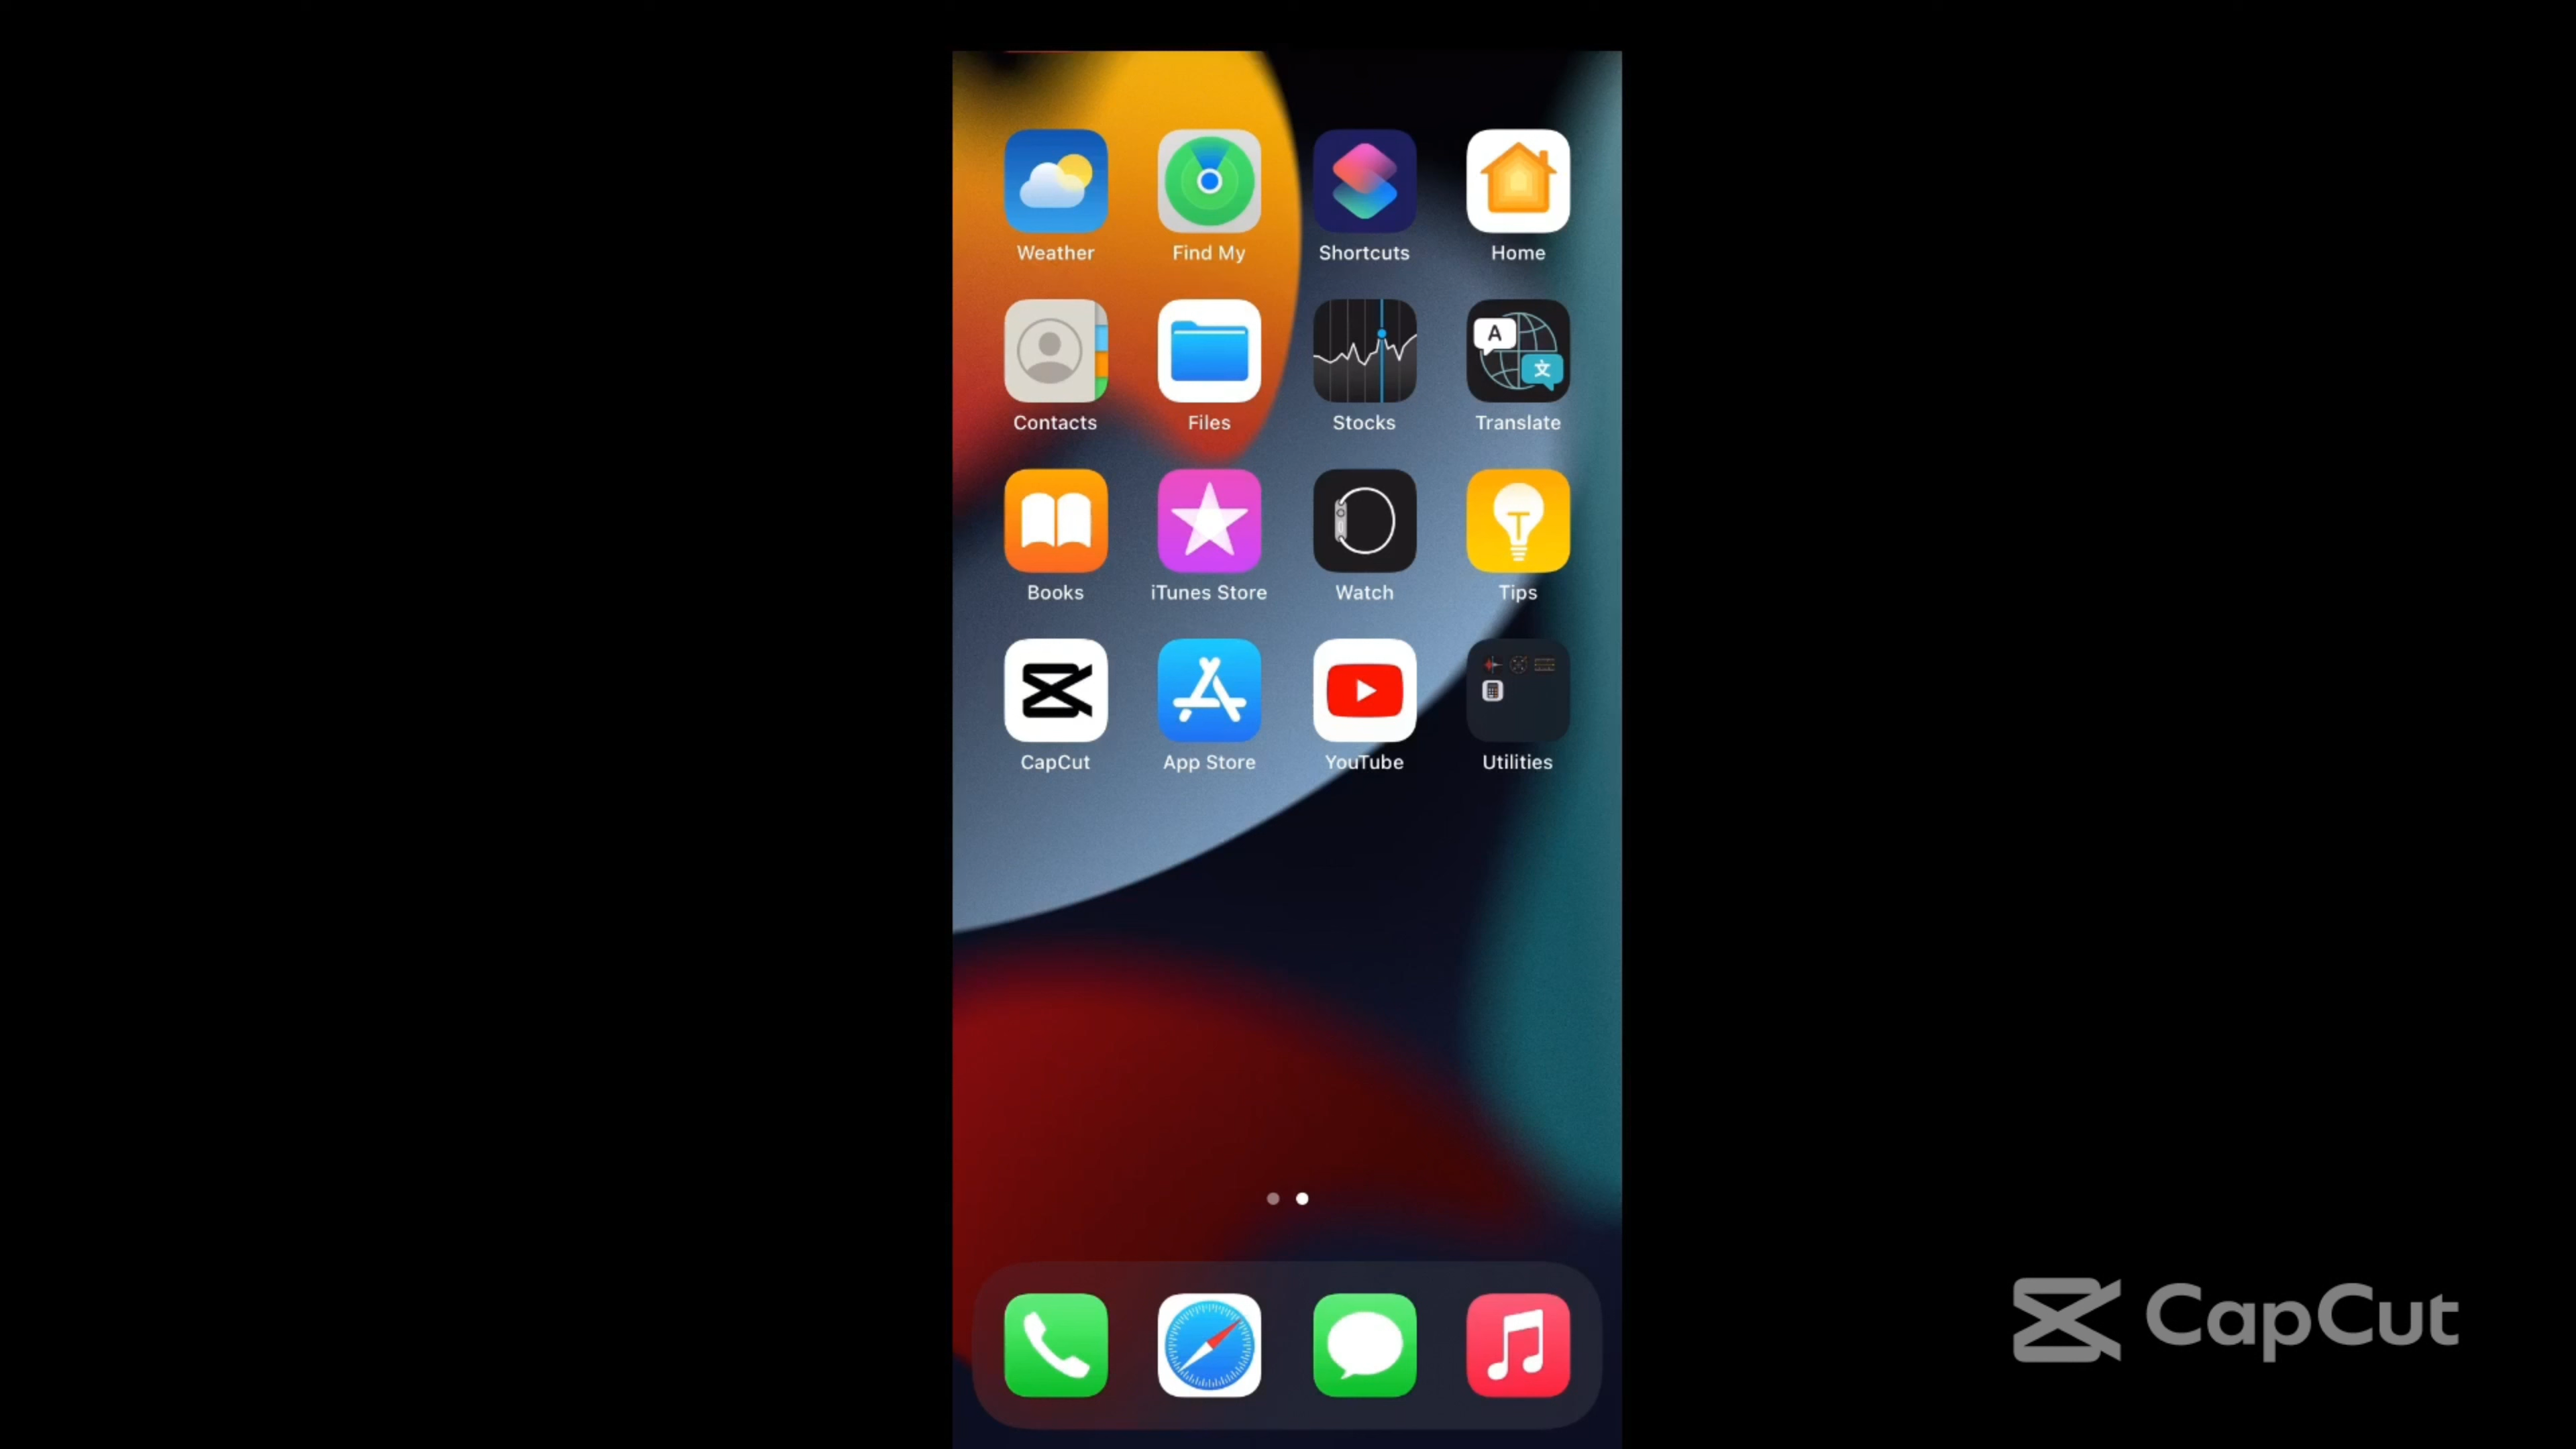 Weather Find My Shortcuts Home
A
文
Contacts Files Stocks Translate
Books iTunes Store Watch Tips
CapCut App Store YouTube Utilities
CapCut